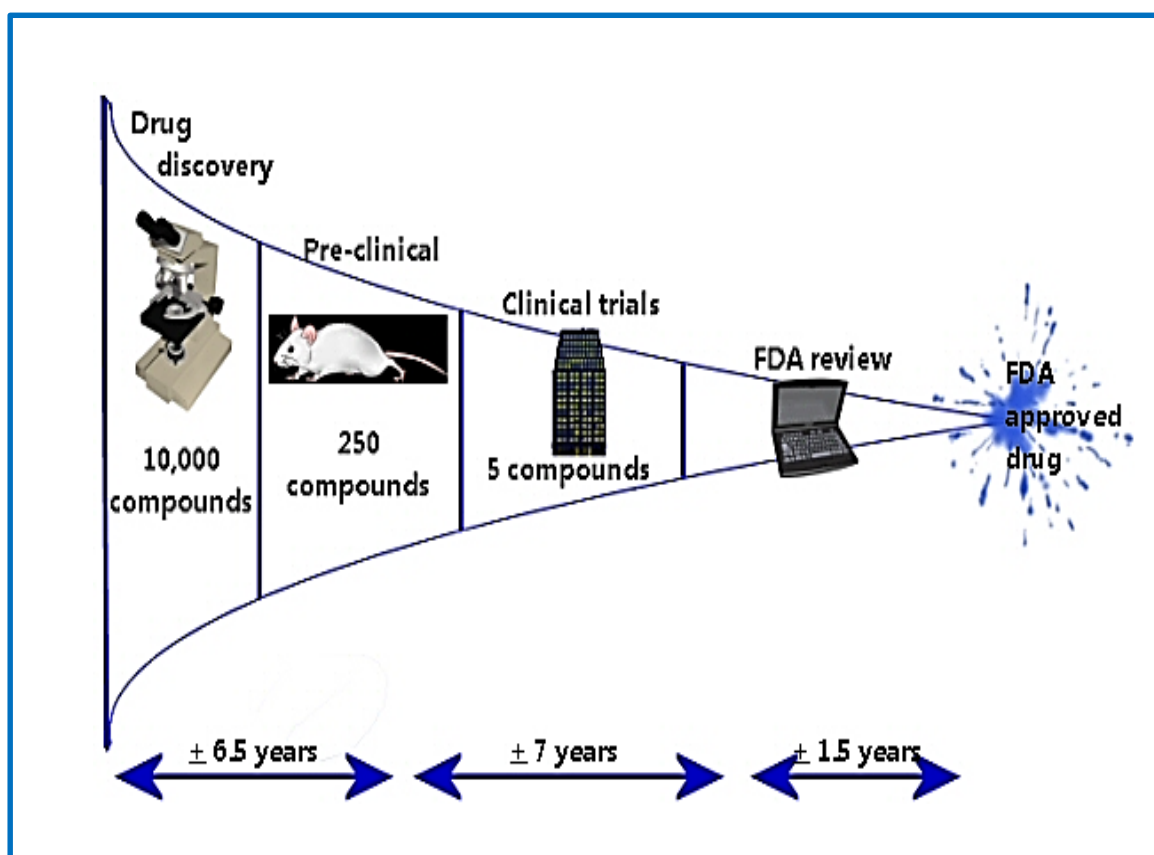 Drug
discovery
Pre-clinical
Clinical trials
FDA review
FDA
approved
drug
10,000
compounds
250
compounds
5 compounds
± 6.5 years
± 7 years
± 1.5 years